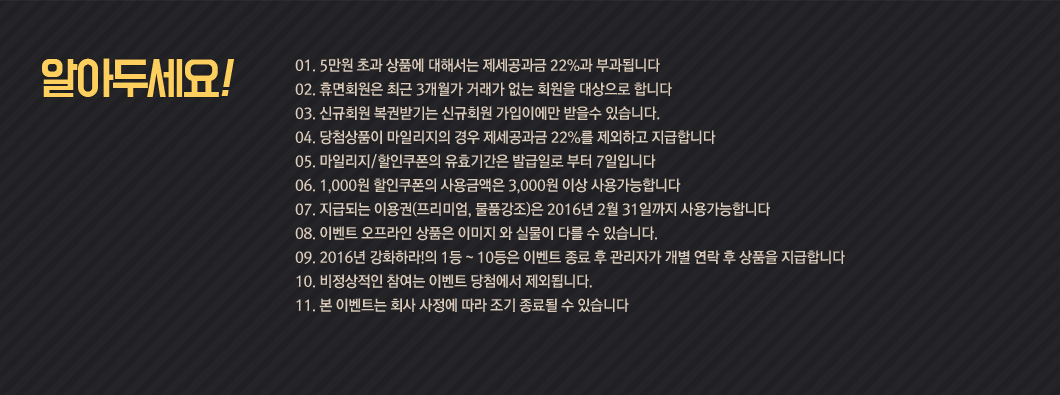 알아두세요!
01. 5만원 초과 상품에 대해서는 제세공과금 22%과 부과됩니다
02. 휴면회원은 최근 3개월가 거래가 없는 회원을 대상으로 합니다
03. 신규회원 복권받기는 신규회원 가입이에만 받을수 있습니다.
04. 당첨상품이 마일리지의 경우 제세공과금 22%를 제외하고 지급합니다
05. 마일리지/할인쿠폰의 유효기간은 발급일로 부터 7일입니다
06. 1,000원 할인쿠폰의 사용금액은 3,000원 이상 사용가능합니다
07. 지급되는 이용권(프리미엄, 물품강조)은 2016년 2월 31일까지 사용가능합니다
08. 이벤트 오프라인 상품은 이미지 와 실물이 다를 수 있습니다.
09. 2016년 강화하라!의 1등 ~ 10등은 이벤트 종료 후 관리자가 개별 연락 후 상품을 지급합니다
10. 비정상적인 참여는 이벤트 당첨에서 제외됩니다.
11. 본 이벤트는 회사 사정에 따라 조기 종료될 수 있습니다